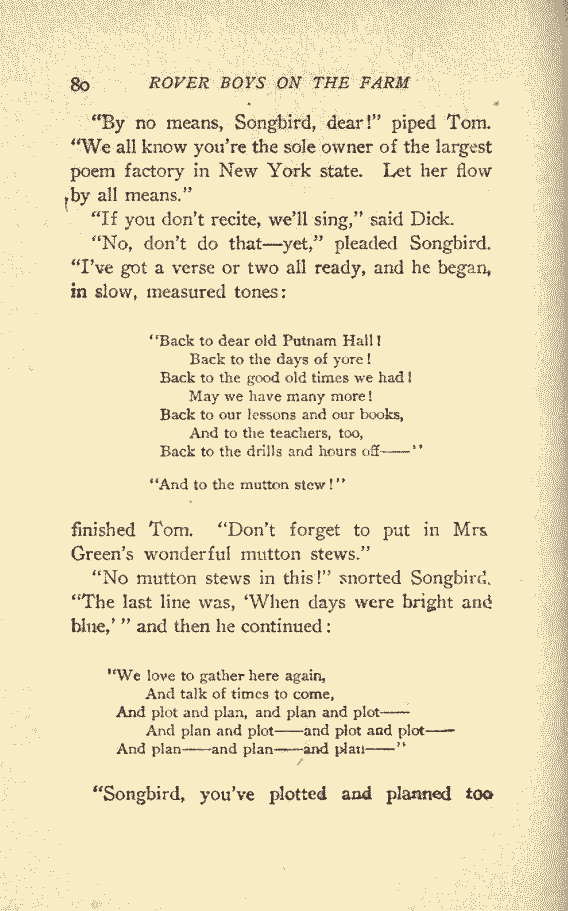 80 ROVER BOYS ON THE FARM
“By no means, Songbird, dear!” piped Tom.
“We all know you’re the sole owner of the largest
poem factory in New York state. Let her flow
by all means.”
“If you don’t recite, we’ll sing,” said Dick.
“No, don’t do that—yet,” pleaded Songbird.
“I’ve got a verse or two all ready, and he began,
in slow, measured tones:
“Back to dear old Putnam Hall!
Back to the days of yore!
Back to the good old times we had!
May we have many more!
Back to our lessons and our books,
And to the teachers, too,
Back to the drills and hours off——”
“And to the mutton stew!”
finished Tom. “Don’t forget to put in Mrs.
Green’s wonderful mutton stews.”
“No mutton stews in this!” snorted Songbird.
“The last line was, ‘When days were bright and
blue,’ ” and then he continued:
“We love to gather here again,
And talk of times to come,
And plot and plan, and plan and plot——
And plan and plot——and plot and plot——
And plan——and plan——and plan——”
“Songbird, you’ve plotted and planned too